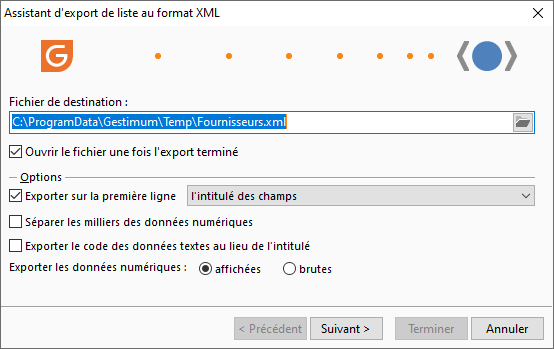 Assistant d'export de liste au format XML
Fichier de destination :
C:\ProgramData\Gestimum\Temp\Fournisseurs.xml
Ouvrir le fichier une fois l'export terminé
Options
Exporter sur la première ligne l'intitulé des champs
Séparer les milliers des données numériques
Exporter le code des données textes au lieu de l'intitulé
Exporter les données numériques : affichées brutes
< Précédent Suivant > Terminer Annuler